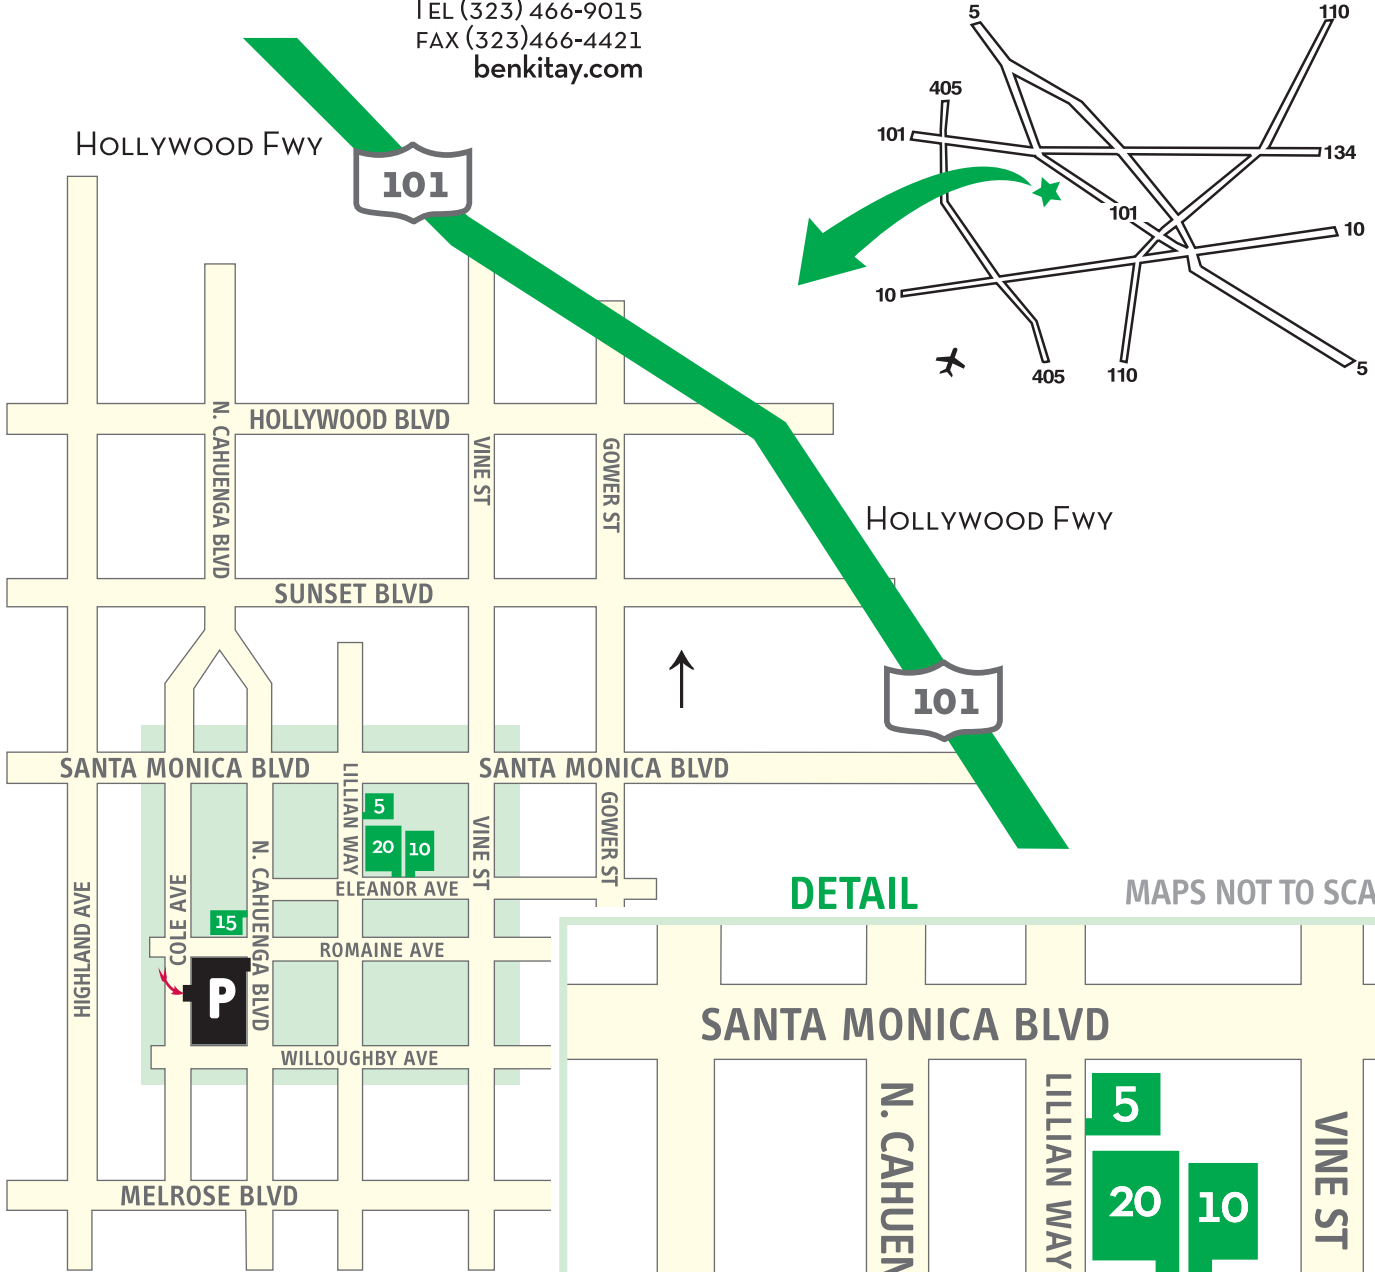 TEL (323) 466-9015
FAX (323)466-4421
benkitay.com
5
110
405
101
134
101
10
10
405
110
5
HOLLYWOOD FWY
101
HOLLYWOOD BLVD
N. CAHUENGA BLVD
VINE ST
GOWER ST
HOLLYWOOD FWY
SUNSET BLVD
101
SANTA MONICA BLVD
SANTA MONICA BLVD
LILLIAN WAY
5
20
10
VINE ST
GOWER ST
ELEANOR AVE
HIGHLAND AVE
COLE AVE
N. CAHUENGA BLVD
15
ROMAINE AVE
P
WILLOUGHBY AVE
MELROSE BLVD
DETAIL
MAPS NOT TO SCA
SANTA MONICA BLVD
N. CAHUEN
LILLIAN WAY
5
20
10
VINE ST